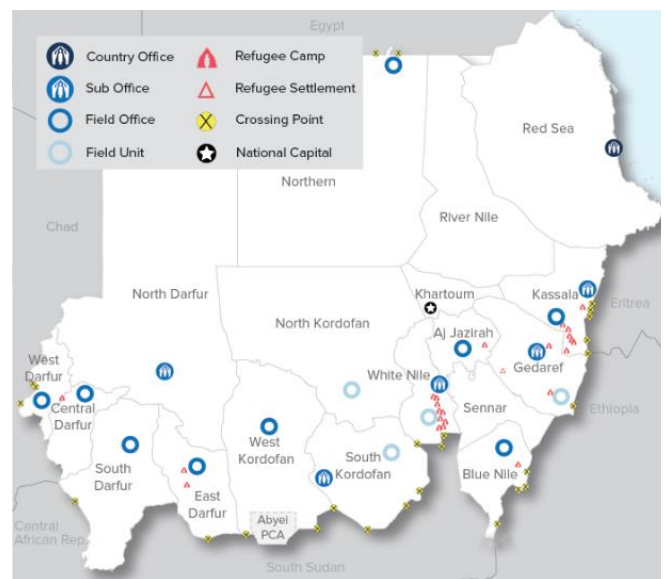 Egypt
Country Office
Refugee Camp
Sub Office
Refugee Settlement
Field Office
Crossing Point
Field Unit
National Capital
Red Sea
Northern
Chad
River Nile
North Darfur
Khartoum
Kassala
Eritrea
North Kordofan
Aj Jazirah
West
Darfur
White Nile
Gedaref
Central
Darfur
Sennar
Ethiopia
West
Kordofan
South
Kordofan
South
Darfur
East
Darfur
Blue Nile
Abyei
PCA
Central
African Rep.
South Sudan